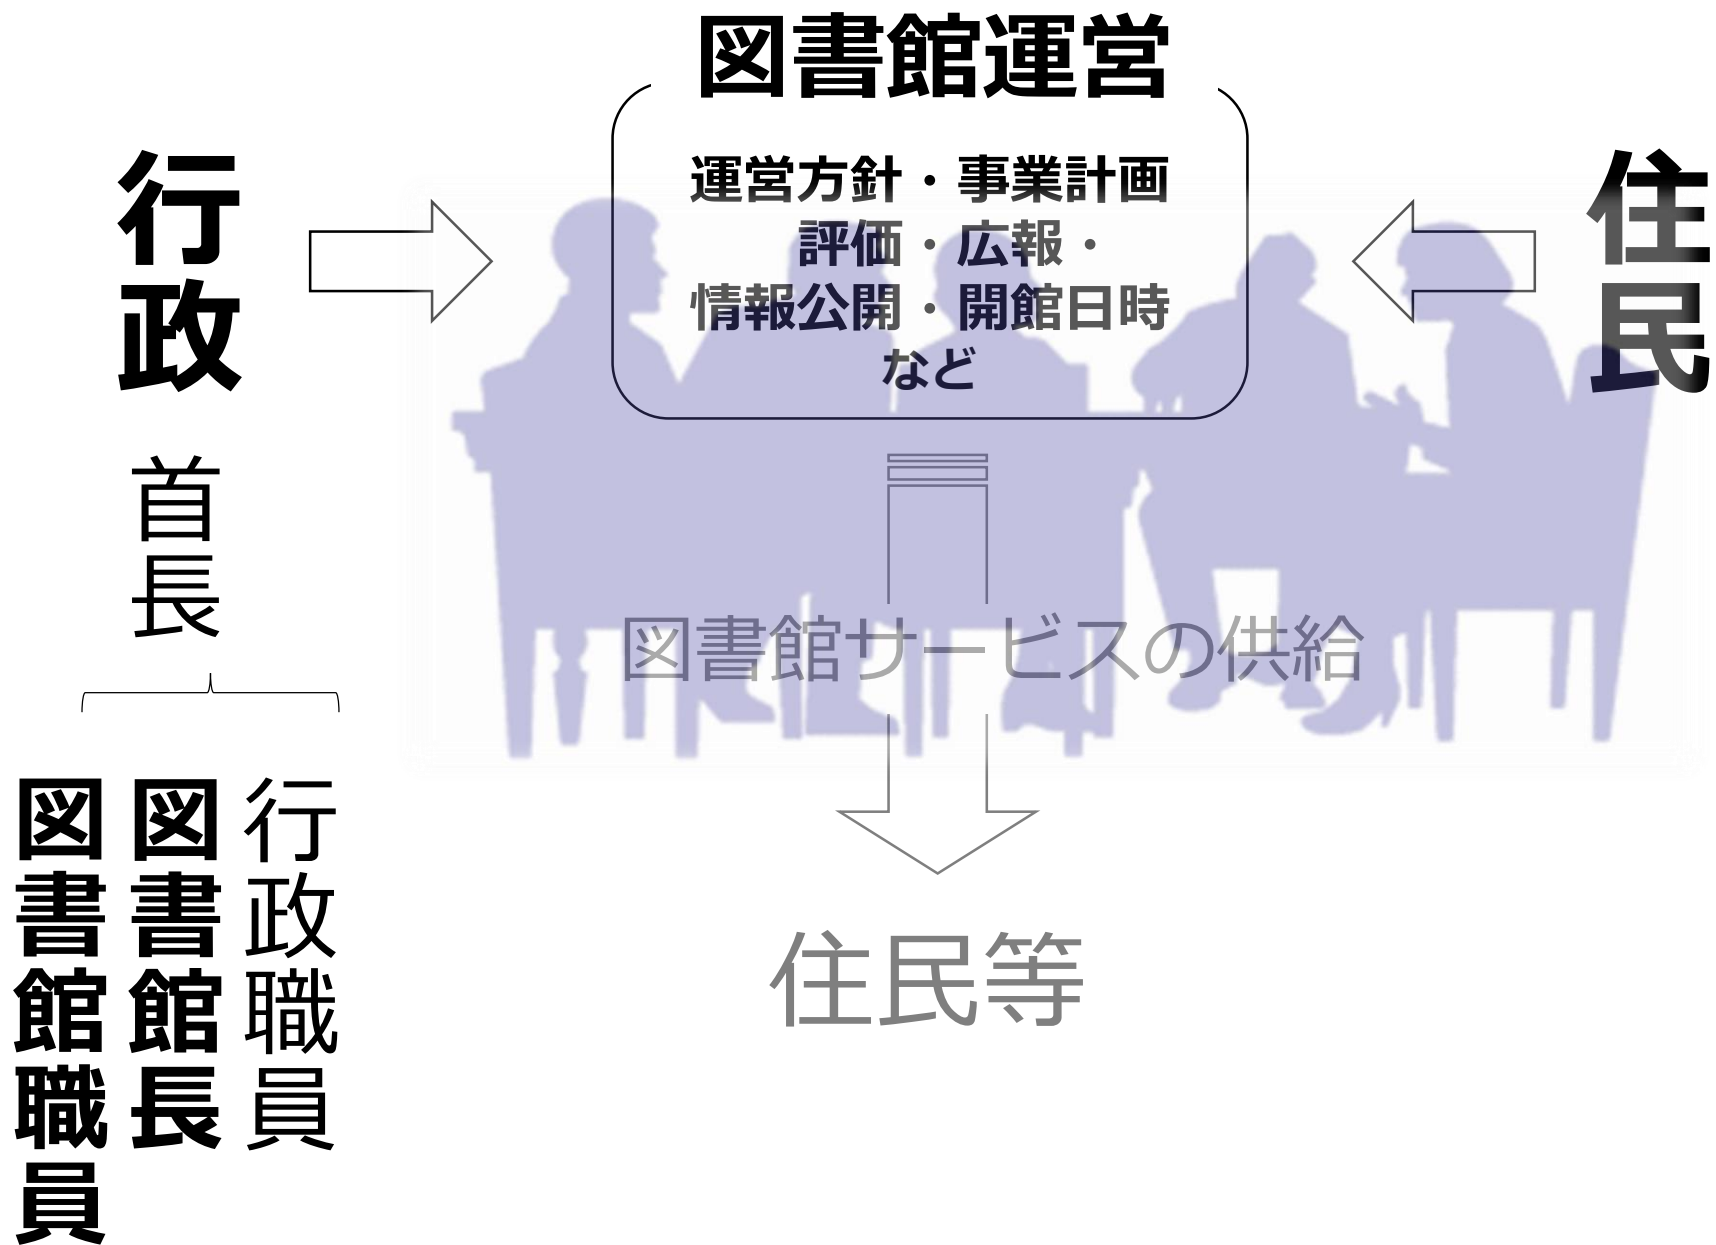 図書館運営
運営方針・事業計画
評価・広報・
情報公開・開館日時
など
行政
首長
行政職員
図書館長
図書館職員
住民
図書館サービスの供給
住民等